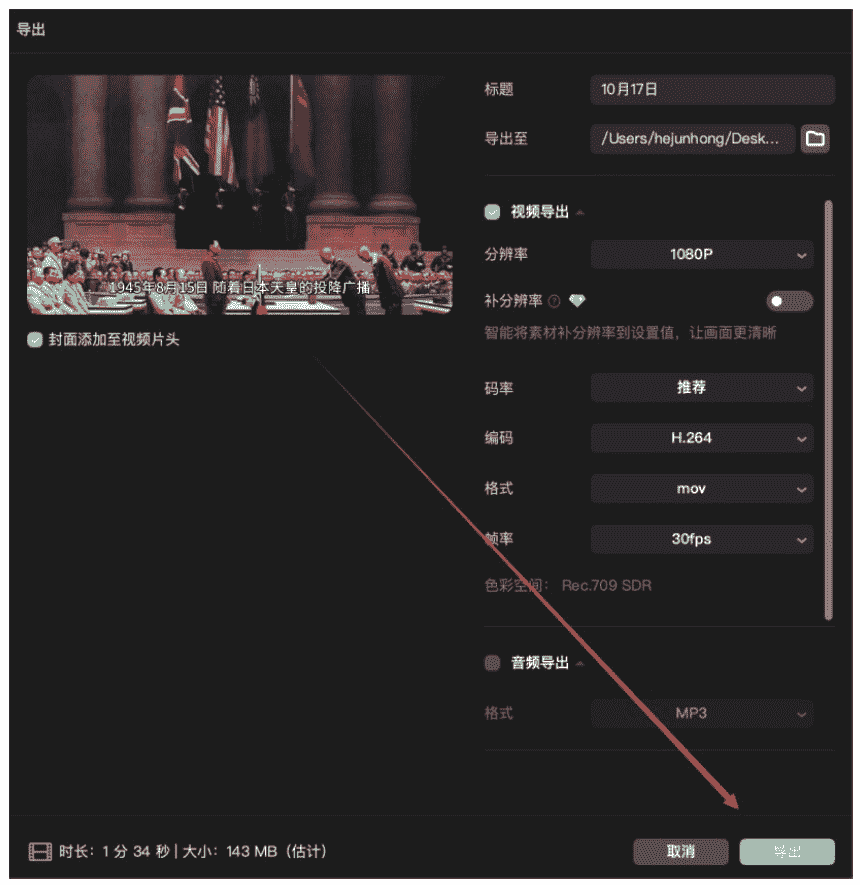 导出
1945年8月15日 随着日本天皇的投降广播
封面添加至视频片头
标题 10月17日
导出至 /Users/hejunhong/Desk...
视频导出
分辨率 1080P
补分辨率 ?
智能将素材补分辨率到设置值，让画面更清晰
码率 推荐
编码 H.264
格式 mov
帧率 30fps
色彩空间： Rec.709 SDR
音频导出
格式 MP3
时长：1 分 34 秒 | 大小：143 MB（估计）
取消 导出